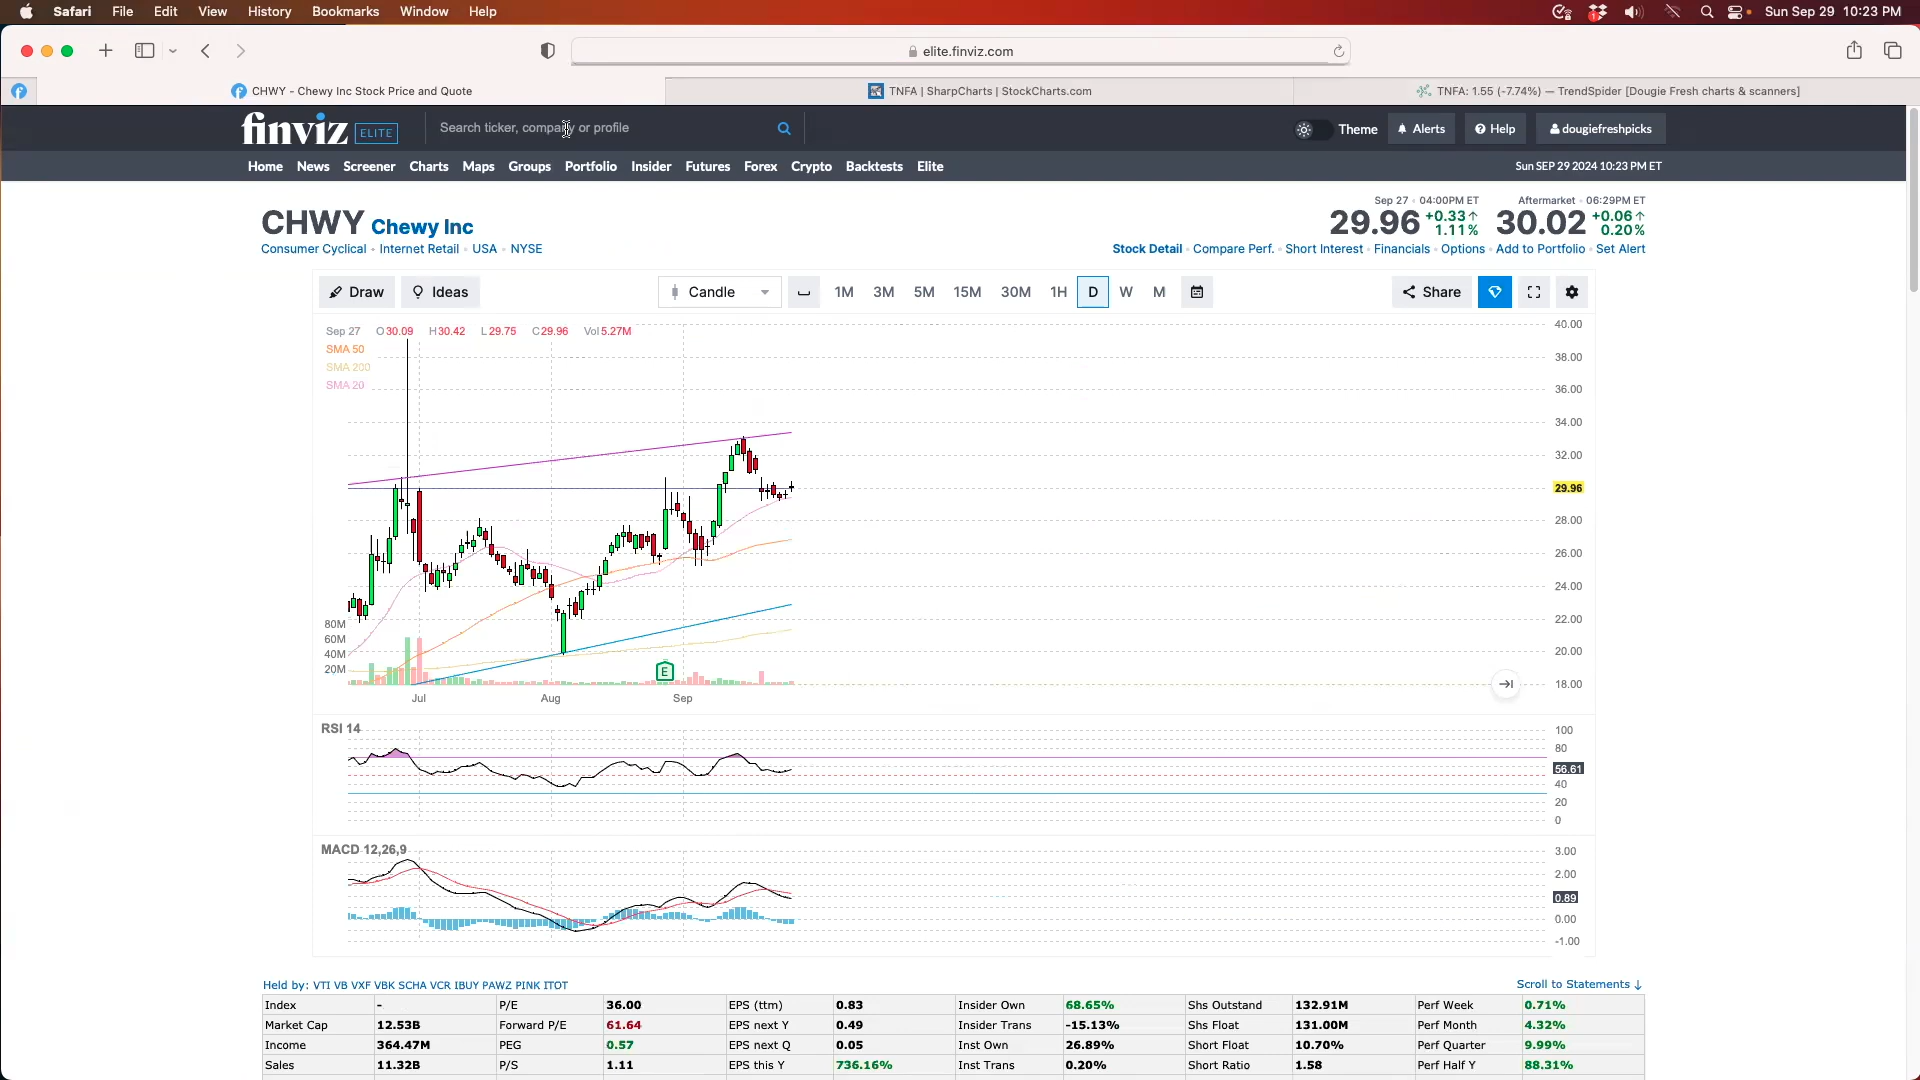 Safari File Edit View History Bookmarks Window Help Sun Sep 29 10:23 PM
elite.finviz.com
CHWY - Chewy Inc Stock Price and Quote
TNFA | SharpCharts | StockCharts.com
TNFA: 1.55 (-7.74%) — TrendSpider [Dougie Fresh charts & scanners]
finviz ELITE
Search ticker, company or profile
Theme Alerts Help dougiefreshpicks
Home News Screener Charts Maps Groups Portfolio Insider Futures Forex Crypto Backtests Elite
Sun SEP 29 2024 10:23 PM ET
CHWY Chewy Inc
Consumer Cyclical • Internet Retail • USA • NYSE
Sep 27 • 04:00PM ET
29.96 +0.33↑ 1.11%
Aftermarket • 06:29PM ET
30.02 +0.06↑ 0.20%
Stock Detail • Compare Perf. • Short Interest • Financials • Options • Add to Portfolio • Set Alert
Draw Ideas Candle 1M 3M 5M 15M 30M 1H D W M Share
Sep 27 O30.09 H30.42 L29.75 C29.96 Vol5.27M
SMA 50
SMA 200
SMA 20
40.00
38.00
36.00
34.00
32.00
29.96
28.00
26.00
24.00
22.00
20.00
18.00
80M
60M
40M
20M
E
Jul Aug Sep
RSI 14
100
80
56.61
40
20
0
MACD 12,26,9
3.00
2.00
0.89
0.00
-1.00
Held by: VTI VB VXF VBK SCHA VCR IBUY PAWZ PINK ITOT
Scroll to Statements ↓
Index - P/E 36.00 EPS (ttm) 0.83 Insider Own 68.65% Shs Outstand 132.91M Perf Week 0.71%
Market Cap 12.53B Forward P/E 61.64 EPS next Y 0.49 Insider Trans -15.13% Shs Float 131.00M Perf Month 4.32%
Income 364.47M PEG 0.57 EPS next Q 0.05 Inst Own 26.89% Short Float 10.70% Perf Quarter 9.99%
Sales 11.32B P/S 1.11 EPS this Y 736.16% Inst Trans 0.20% Short Ratio 1.58 Perf Half Y 88.31%